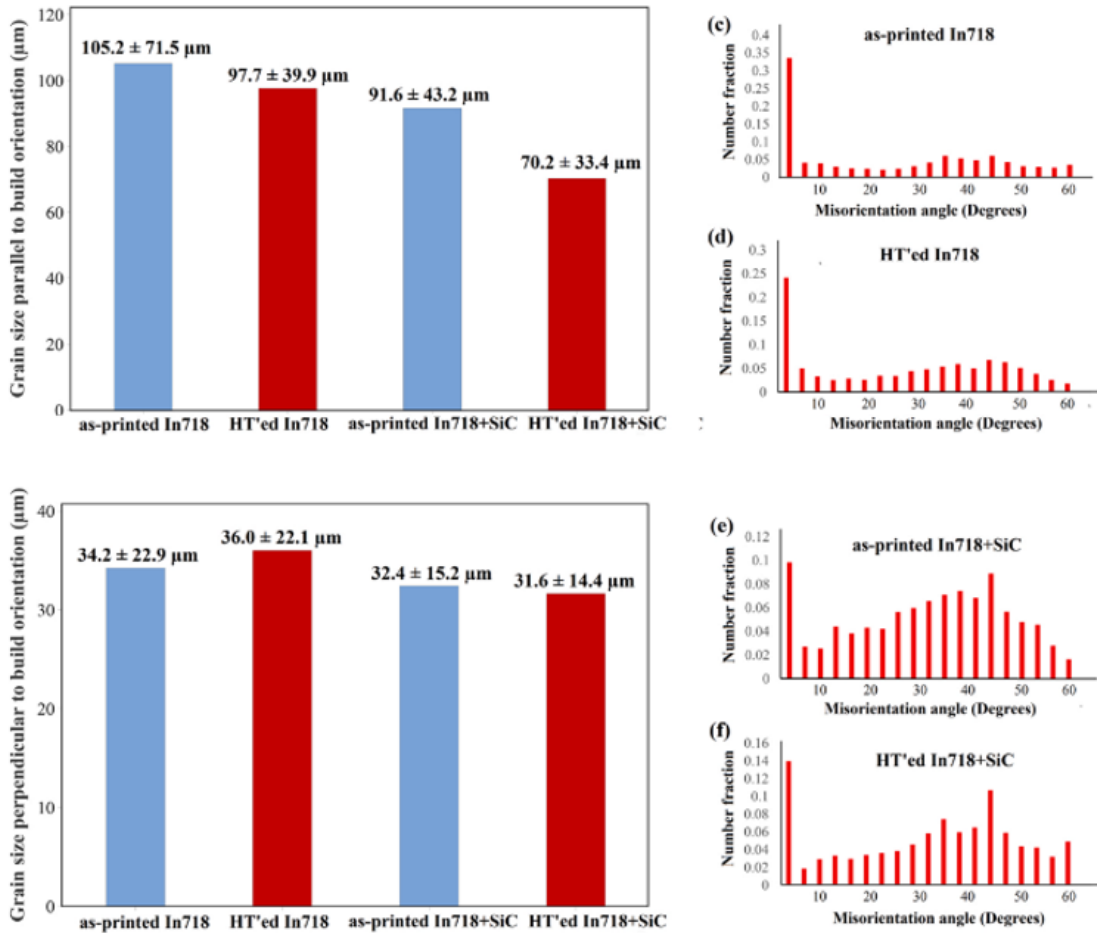 Grain size parallel to build orientation (µm)
120
100
80
60
40
20
0
105.2 ± 71.5 µm
97.7 ± 39.9 µm
91.6 ± 43.2 µm
70.2 ± 33.4 µm
as-printed In718 HT'ed In718 as-printed In718+SiC HT'ed In718+SiC
(c)
as-printed In718
Number fraction
0.4
0.35
0.3
0.25
0.2
0.15
0.1
0.05
0
10 20 30 40 50 60
Misorientation angle (Degrees)
(d)
HT'ed In718
Number fraction
0.3
0.25
0.2
0.15
0.1
0.05
0
10 20 30 40 50 60
Misorientation angle (Degrees)
Grain size perpendicular to build orientation (µm)
40
30
20
10
0
34.2 ± 22.9 µm
36.0 ± 22.1 µm
32.4 ± 15.2 µm
31.6 ± 14.4 µm
as-printed In718 HT'ed In718 as-printed In718+SiC HT'ed In718+SiC
(e)
as-printed In718+SiC
Number fraction
0.12
0.1
0.08
0.06
0.04
0.02
0
10 20 30 40 50 60
Misorientation angle (Degrees)
(f)
HT'ed In718+SiC
Number fraction
0.16
0.14
0.12
0.1
0.08
0.06
0.04
0.02
0
10 20 30 40 50 60
Misorientation angle (Degrees)